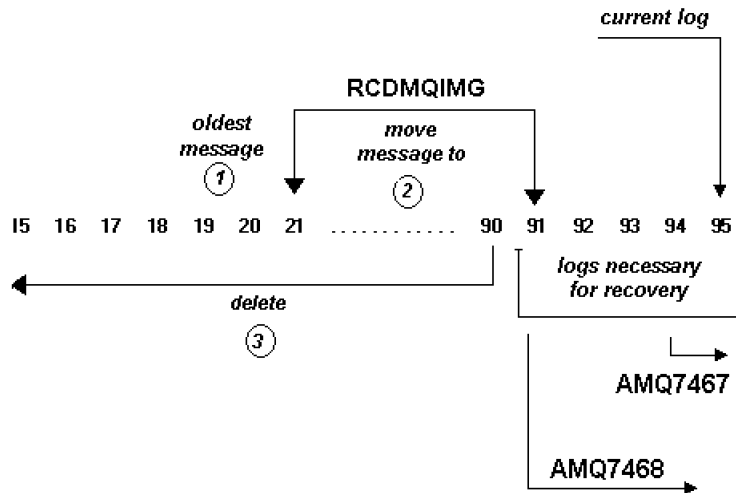 current log
RCDMQIMG
oldest
message
1
move
message to
2
15 16 17 18 19 20 21 .............. 90 91 92 93 94 95
logs necessary
for recovery
delete
3
AMQ7467
AMQ7468